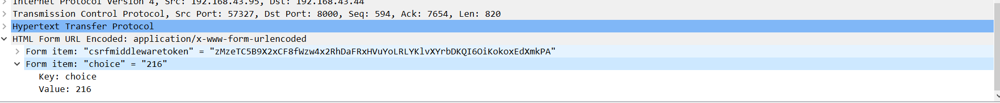 Internet Protocol Version 4, Src: 192.168.43.95, Dst: 192.168.43.44
Transmission Control Protocol, Src Port: 57327, Dst Port: 8000, Seq: 594, Ack: 7654, Len: 820
Hypertext Transfer Protocol
HTML Form URL Encoded: application/x-www-form-urlencoded
Form item: "csrfmiddlewaretoken" = "zMzeTC5B9X2xCF8fWzw4x2RhDaFRxHVuYoLRLYKlvXYrbDKQI6OiKokoxEdXmkPA"
Form item: "choice" = "216"
Key: choice
Value: 216